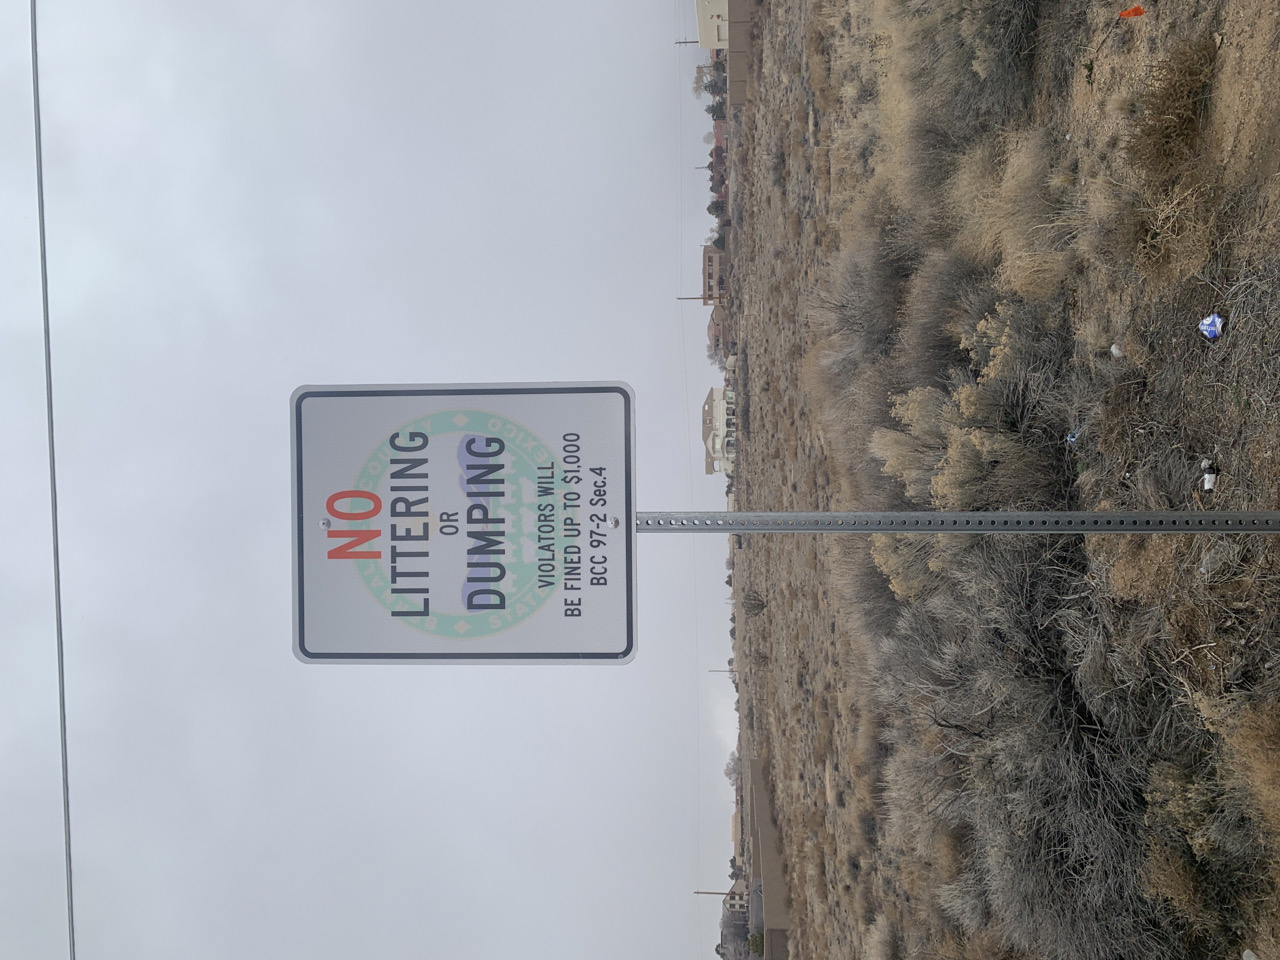 NO
LITTERING
OR
DUMPING
VIOLATORS WILL
BE FINED UP TO $1,000
BCC 97-2 Sec.4